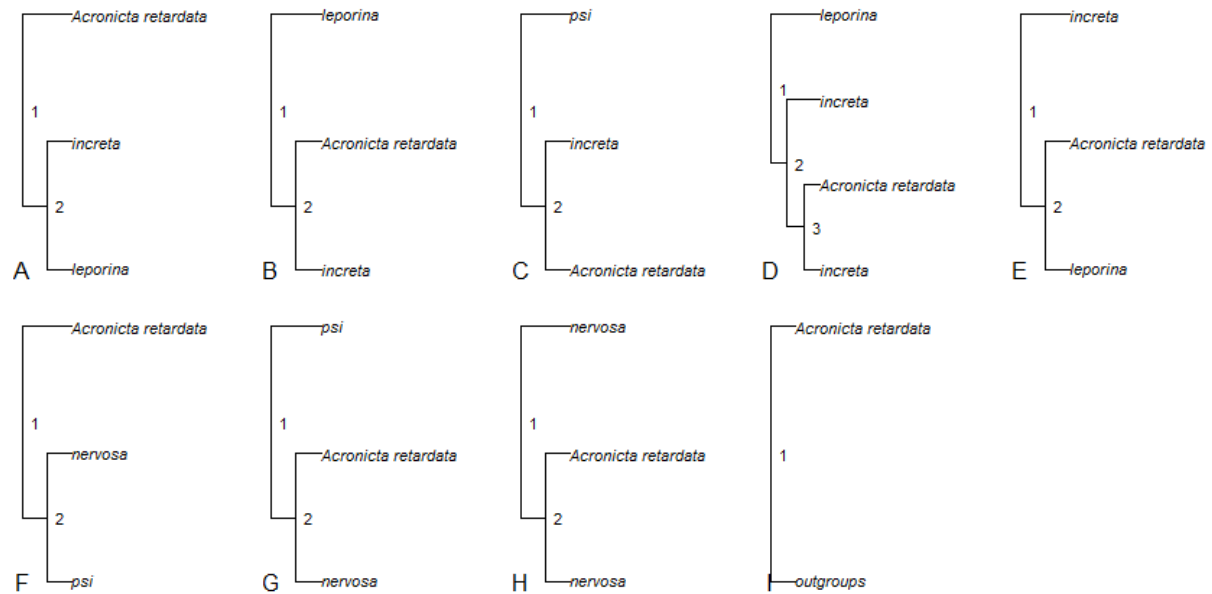 Acronicta retardata
1
increta
2
leporina
A
leporina
1
Acronicta retardata
2
increta
B
psi
1
increta
2
Acronicta retardata
C
leporina
1
increta
2
Acronicta retardata
3
increta
D
increta
1
Acronicta retardata
2
leporina
E
Acronicta retardata
1
nervosa
2
psi
F
psi
1
Acronicta retardata
2
nervosa
G
nervosa
1
Acronicta retardata
2
nervosa
H
Acronicta retardata
1
outgroups
I